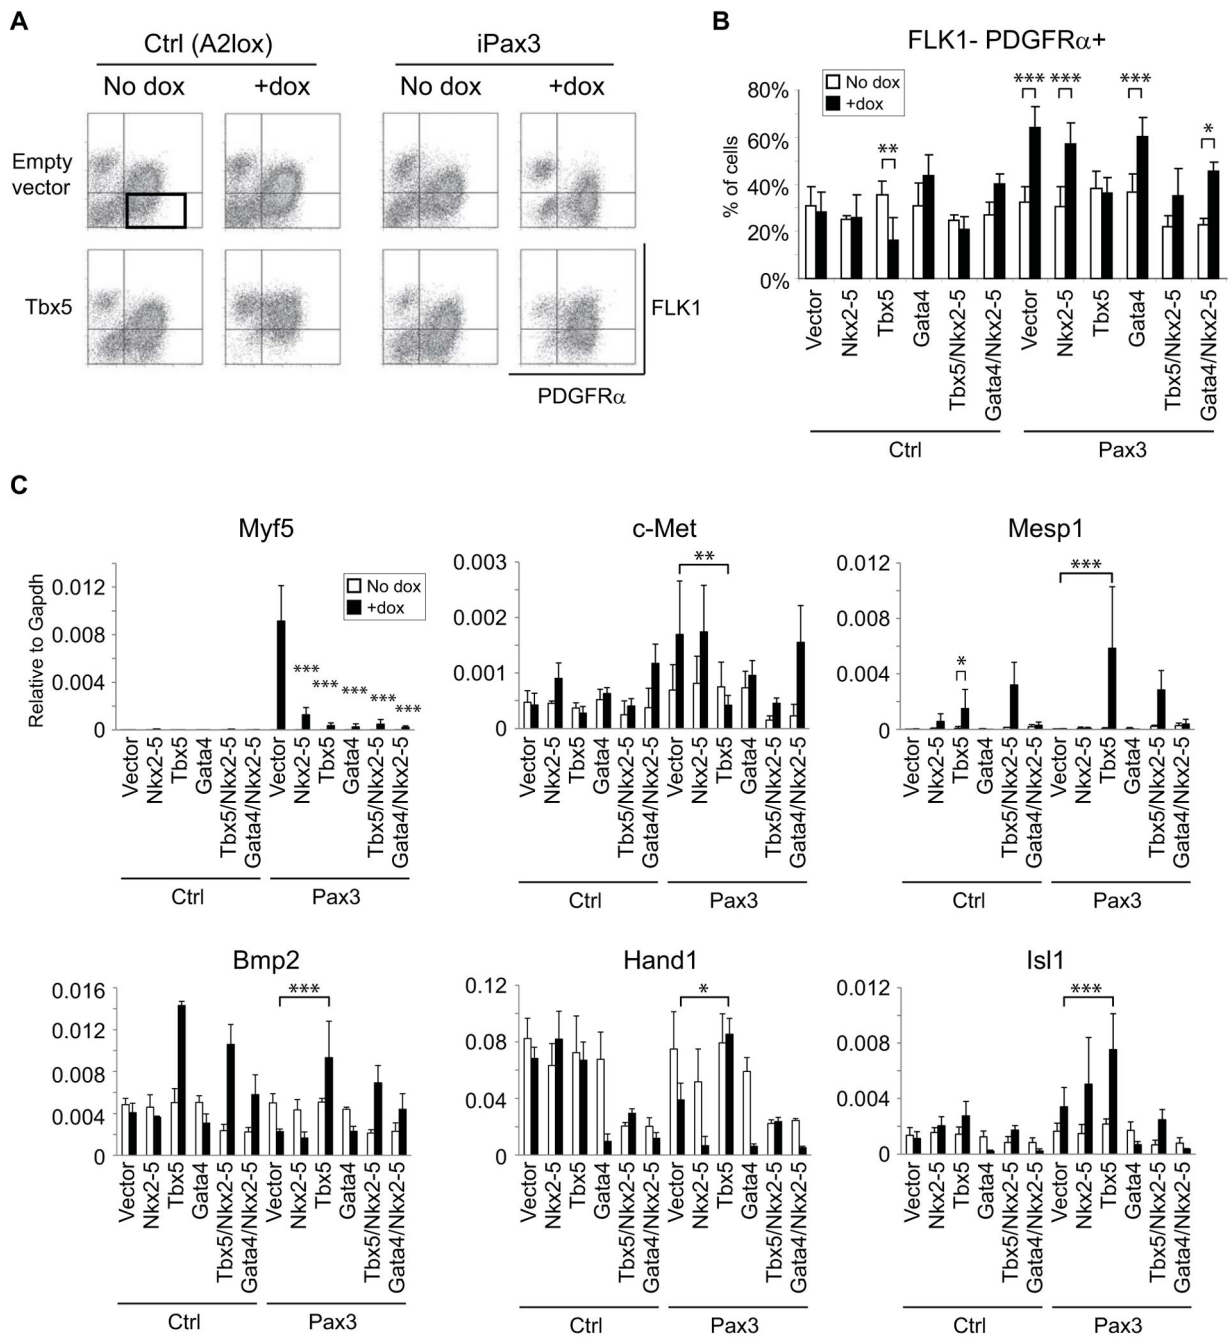 A
Ctrl (A2lox)
iPax3
No dox
+dox
No dox
+dox
Empty
vector
Tbx5
FLK1
PDGFRα
B
FLK1- PDGFRα+
No dox
+dox
*** *** *** *
**
80%
60%
40%
20%
0%
% of cells
Vector
Nkx2-5
Tbx5
Gata4
Tbx5/Nkx2-5
Gata4/Nkx2-5
Vector
Nkx2-5
Tbx5
Gata4
Tbx5/Nkx2-5
Gata4/Nkx2-5
Ctrl
Pax3
C
Myf5
Relative to Gapdh
0.012
0.008
0.004
0
No dox
+dox
***
***
***
***
***
Vector
Nkx2-5
Tbx5
Gata4
Tbx5/Nkx2-5
Gata4/Nkx2-5
Vector
Nkx2-5
Tbx5
Gata4
Tbx5/Nkx2-5
Gata4/Nkx2-5
Ctrl
Pax3
c-Met
0.003
0.002
0.001
0
**
Vector
Nkx2-5
Tbx5
Gata4
Tbx5/Nkx2-5
Gata4/Nkx2-5
Vector
Nkx2-5
Tbx5
Gata4
Tbx5/Nkx2-5
Gata4/Nkx2-5
Ctrl
Pax3
Mesp1
0.012
0.008
0.004
0
*
***
Vector
Nkx2-5
Tbx5
Gata4
Tbx5/Nkx2-5
Gata4/Nkx2-5
Vector
Nkx2-5
Tbx5
Gata4
Tbx5/Nkx2-5
Gata4/Nkx2-5
Ctrl
Pax3
Bmp2
0.016
0.012
0.008
0.004
0
***
Vector
Nkx2-5
Tbx5
Gata4
Tbx5/Nkx2-5
Gata4/Nkx2-5
Vector
Nkx2-5
Tbx5
Gata4
Tbx5/Nkx2-5
Gata4/Nkx2-5
Ctrl
Pax3
Hand1
0.12
0.08
0.04
0
*
Vector
Nkx2-5
Tbx5
Gata4
Tbx5/Nkx2-5
Gata4/Nkx2-5
Vector
Nkx2-5
Tbx5
Gata4
Tbx5/Nkx2-5
Gata4/Nkx2-5
Ctrl
Pax3
Isl1
0.012
0.008
0.004
0
***
Vector
Nkx2-5
Tbx5
Gata4
Tbx5/Nkx2-5
Gata4/Nkx2-5
Vector
Nkx2-5
Tbx5
Gata4
Tbx5/Nkx2-5
Gata4/Nkx2-5
Ctrl
Pax3